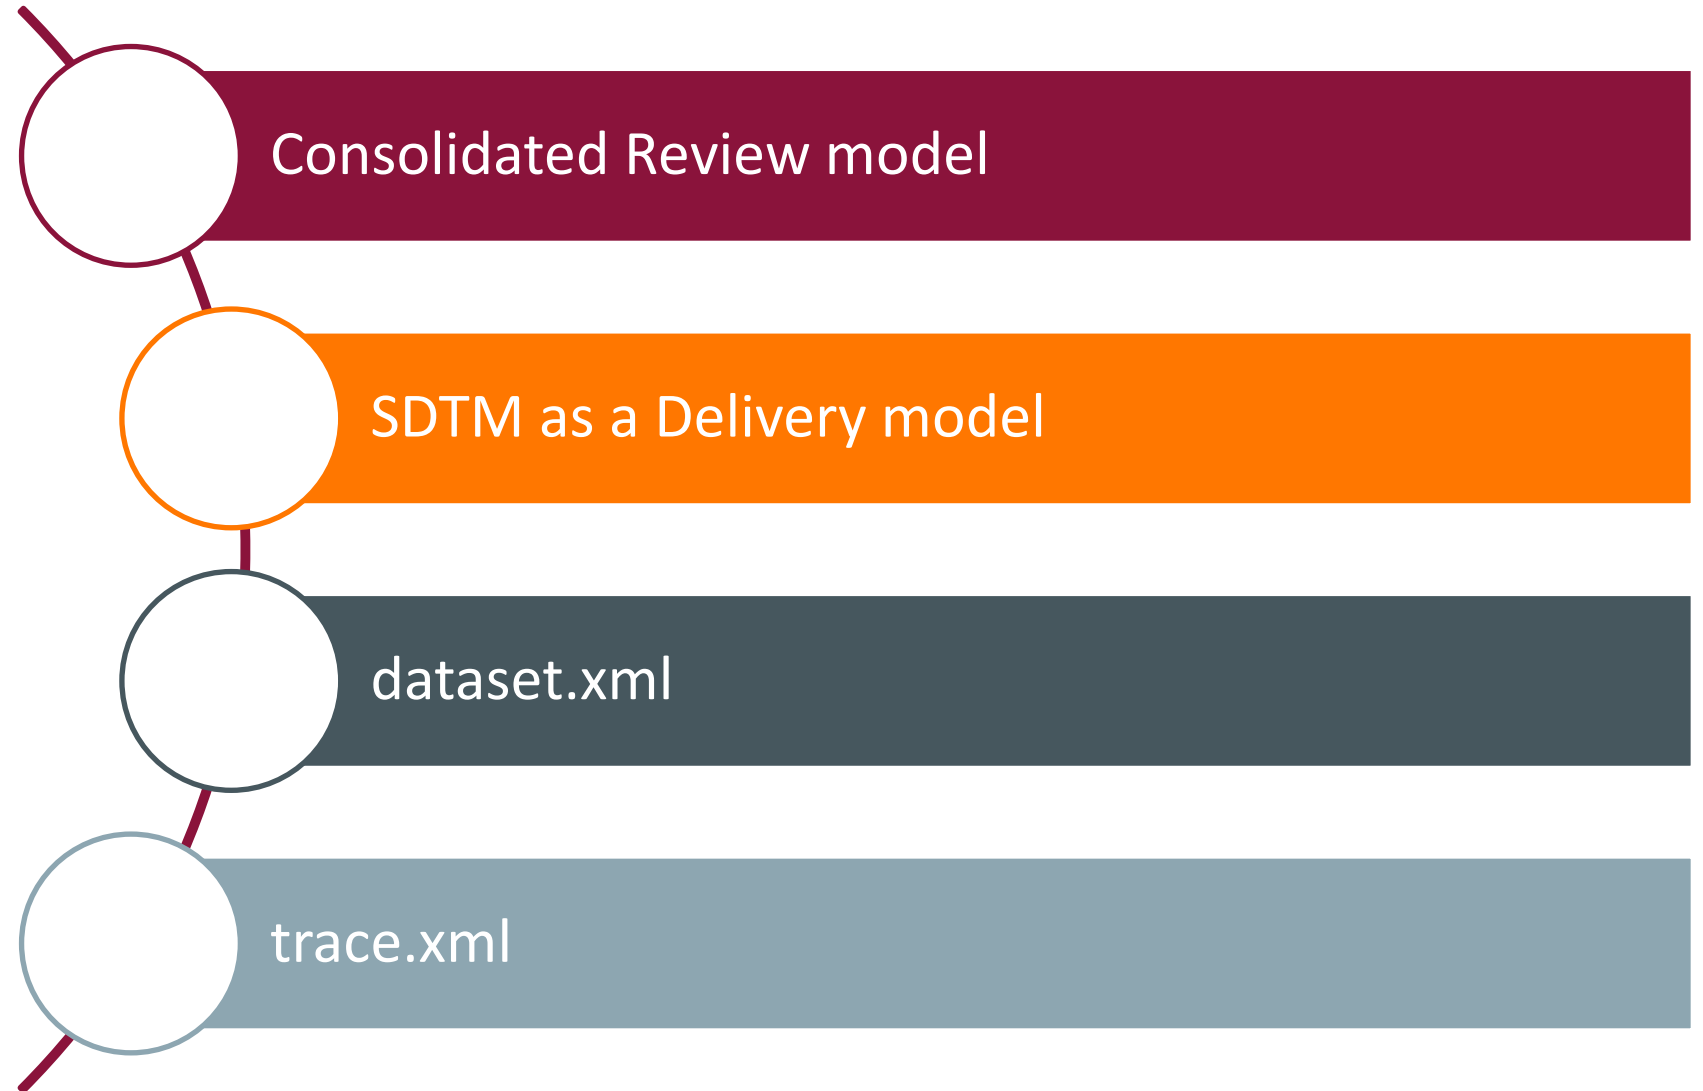 Consolidated Review model
SDTM as a Delivery model
dataset.xml
trace.xml